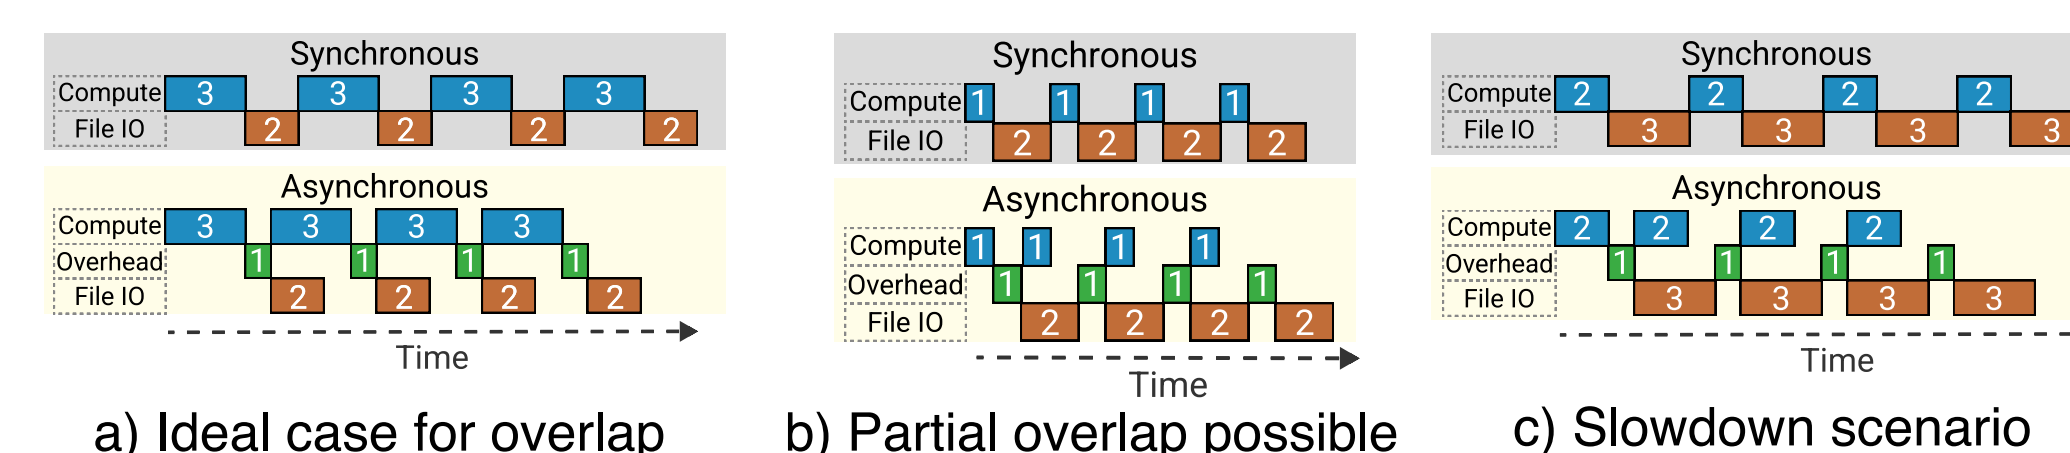 Synchronous
Compute 3 3 3 3
File IO 2 2 2 2
Asynchronous
Compute 3 3 3 3
Overhead 1 1 1 1
File IO 2 2 2 2
Time
a) Ideal case for overlap
Synchronous
Compute 1 1 1 1
File IO 2 2 2 2
Asynchronous
Compute 1 1 1 1
Overhead 1 1 1 1
File IO 2 2 2 2
Time
b) Partial overlap possible
Synchronous
Compute 2 2 2 2
File IO 3 3 3 3
Asynchronous
Compute 2 2 2 2
Overhead 1 1 1 1
File IO 3 3 3 3
Time
c) Slowdown scenario